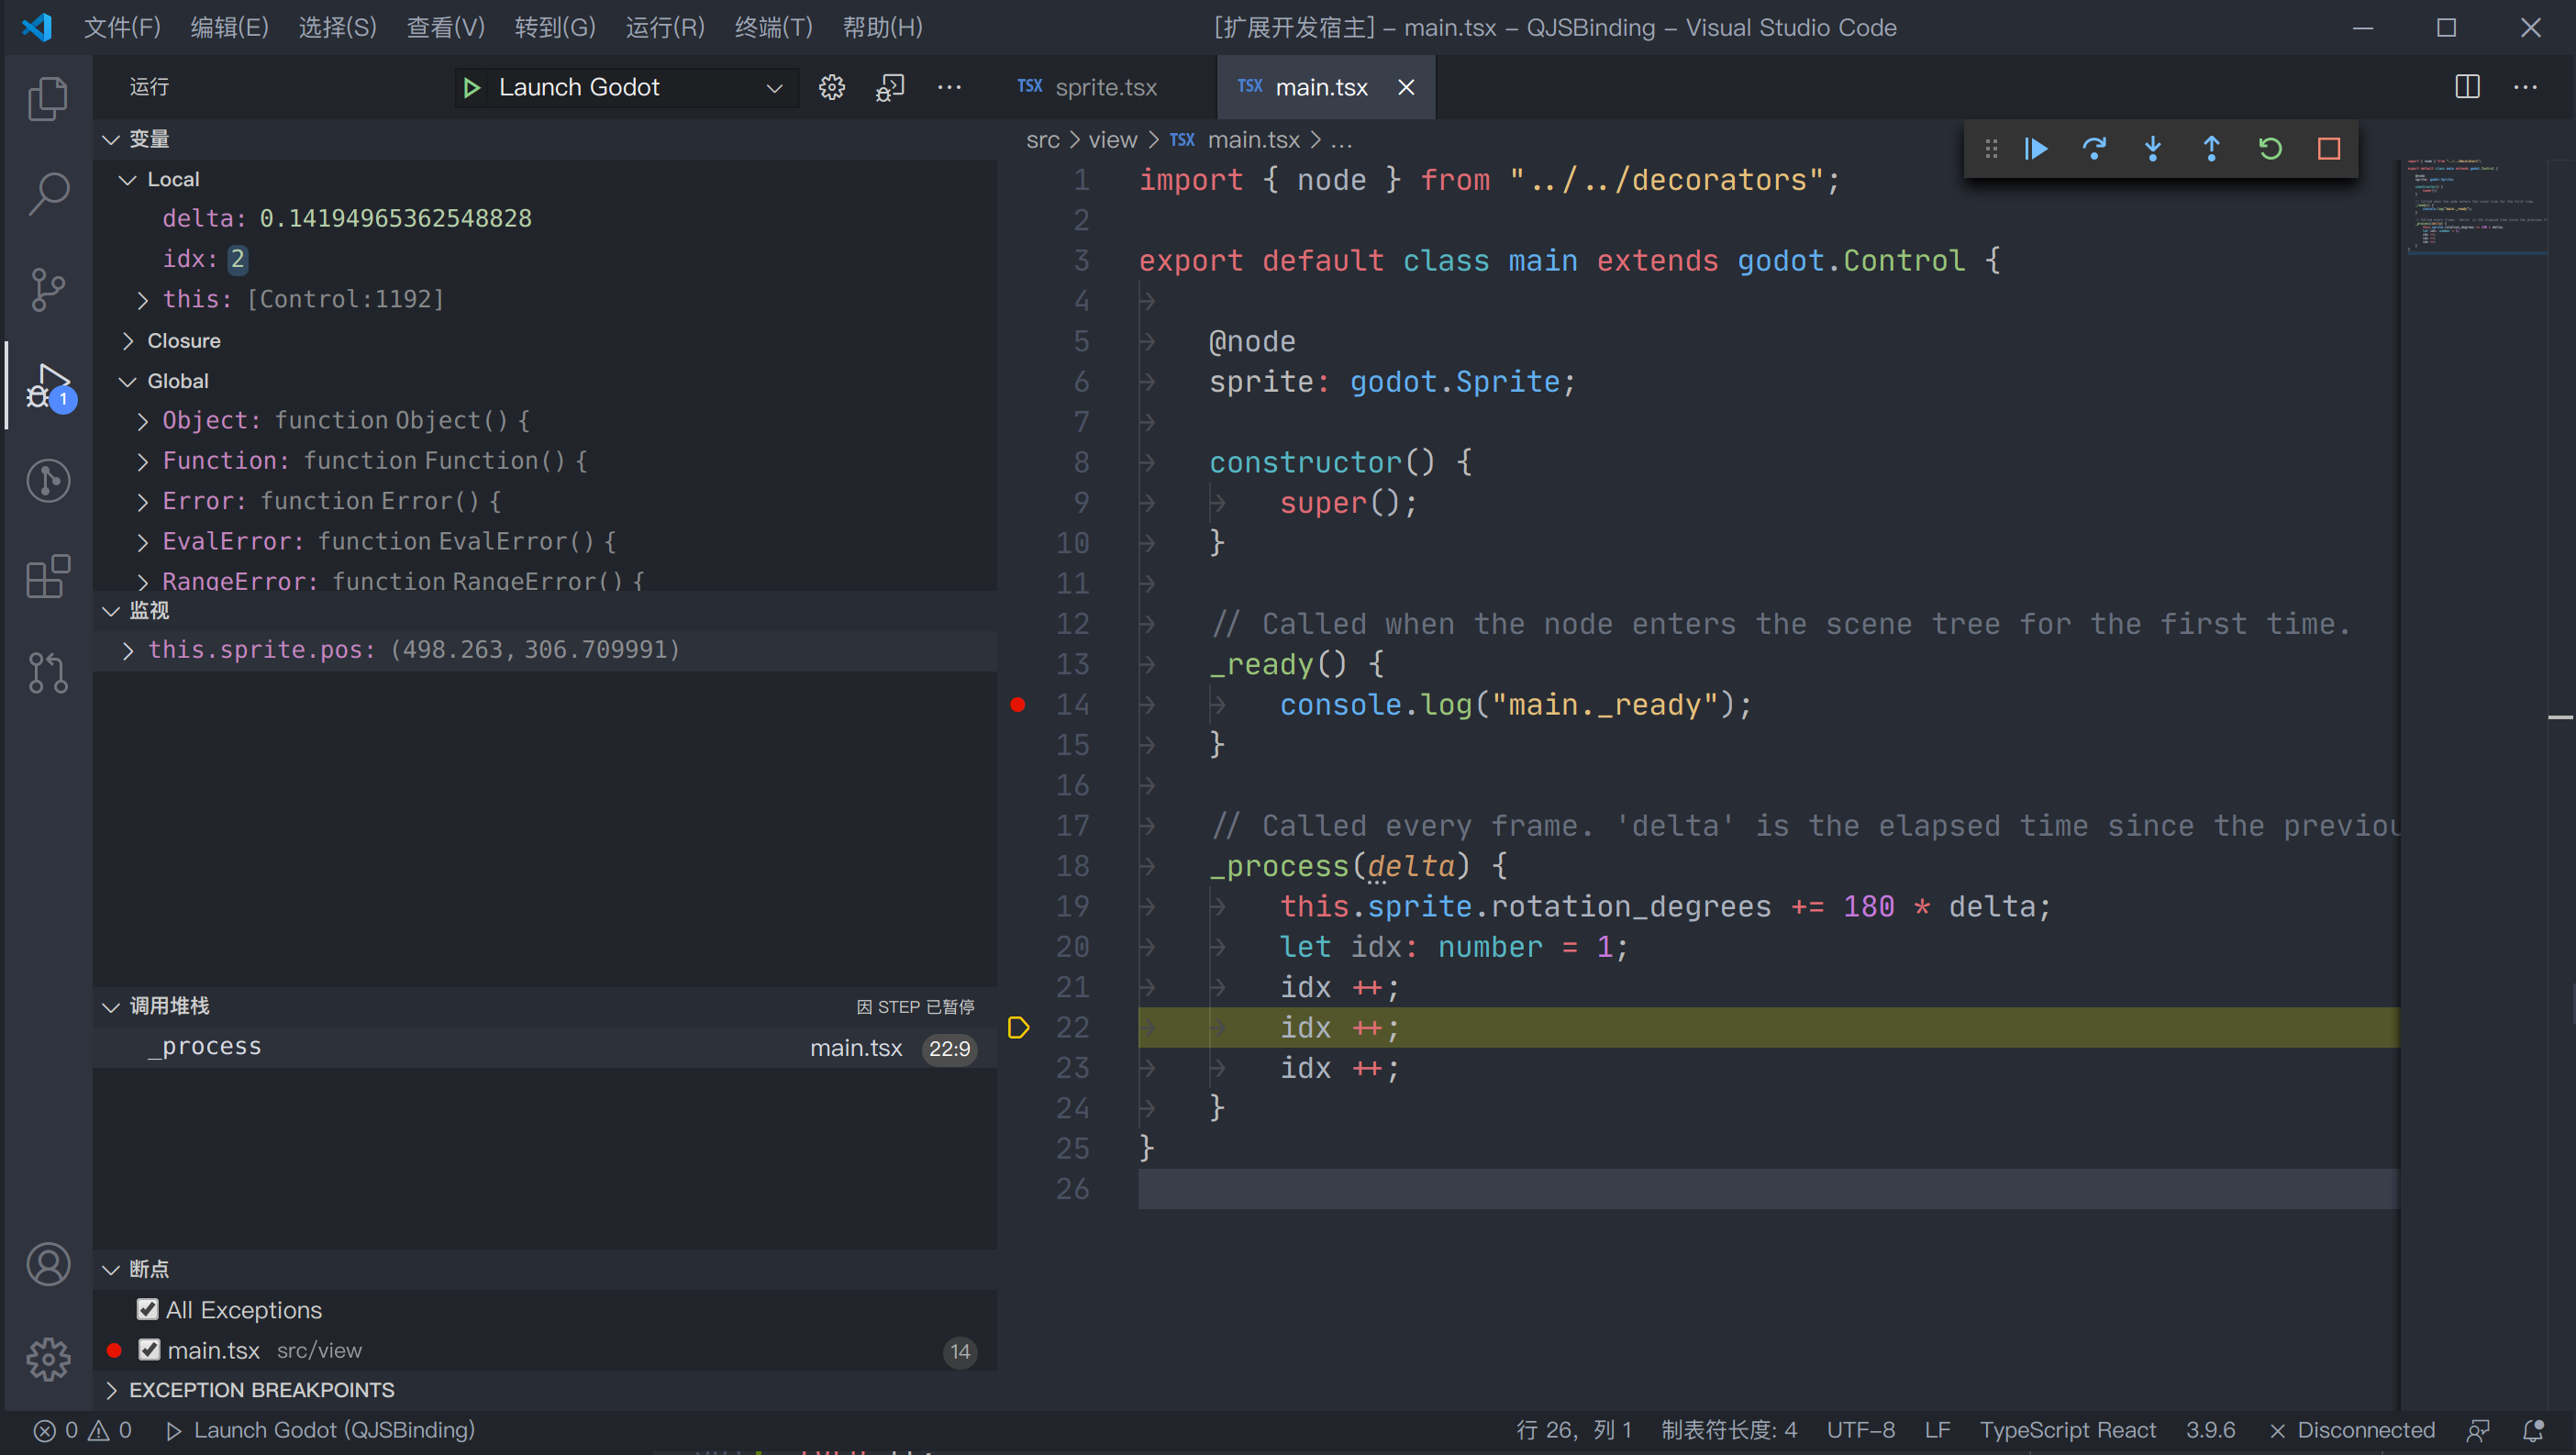 文件(F) 编辑(E) 选择(S) 查看(V) 转到(G) 运行(R) 终端(T) 帮助(H) [扩展开发宿主] – main.tsx – QJSBinding – Visual Studio Code
运行 Launch Godot ···
TSX sprite.tsx TSX main.tsx ···
变量
Local
delta: 0.14194965362548828
idx: 2
this: [Control:1192]
Closure
Global
Object: function Object() {
Function: function Function() {
Error: function Error() {
EvalError: function EvalError() {
RangeError: function RangeError() {
监视
this.sprite.pos: (498.263, 306.709991)
调用堆栈 因 STEP 已暂停
_process main.tsx 22:9
断点
All Exceptions
main.tsx src/view 14
EXCEPTION BREAKPOINTS
1
src > view > TSX main.tsx > ...
1 import { node } from "../../decorators";
2
3 export default class main extends godot.Control {
4
5 @node
6 sprite: godot.Sprite;
7
8 constructor() {
9 super();
10 }
11
12 // Called when the node enters the scene tree for the first time.
13 _ready() {
14 console.log("main._ready");
15 }
16
17 // Called every frame. 'delta' is the elapsed time since the previou
18 _process(delta) {
19 this.sprite.rotation_degrees += 180 * delta;
20 let idx: number = 1;
21 idx ++;
22 idx ++;
23 idx ++;
24 }
25 }
26
0 0 Launch Godot (QJSBinding) 行 26，列 1 制表符长度: 4 UTF-8 LF TypeScript React 3.9.6 × Disconnected